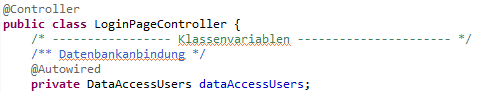 @Controller
public class LoginPageController {
/* ----------------- Klassenvariablen ---------------------- */
/** Datenbankanbindung */
@Autowired
private DataAccessUsers dataAccessUsers;